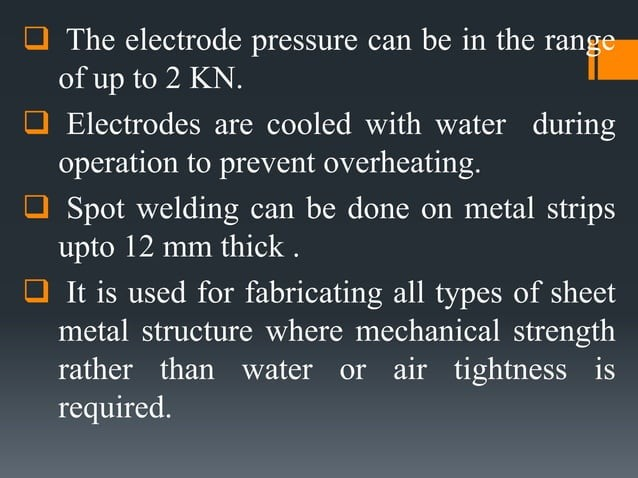 The electrode pressure can be in the range
of up to 2 KN.
Electrodes are cooled with water during
operation to prevent overheating.
Spot welding can be done on metal strips
upto 12 mm thick .
It is used for fabricating all types of sheet
metal structure where mechanical strength
rather than water or air tightness is
required.